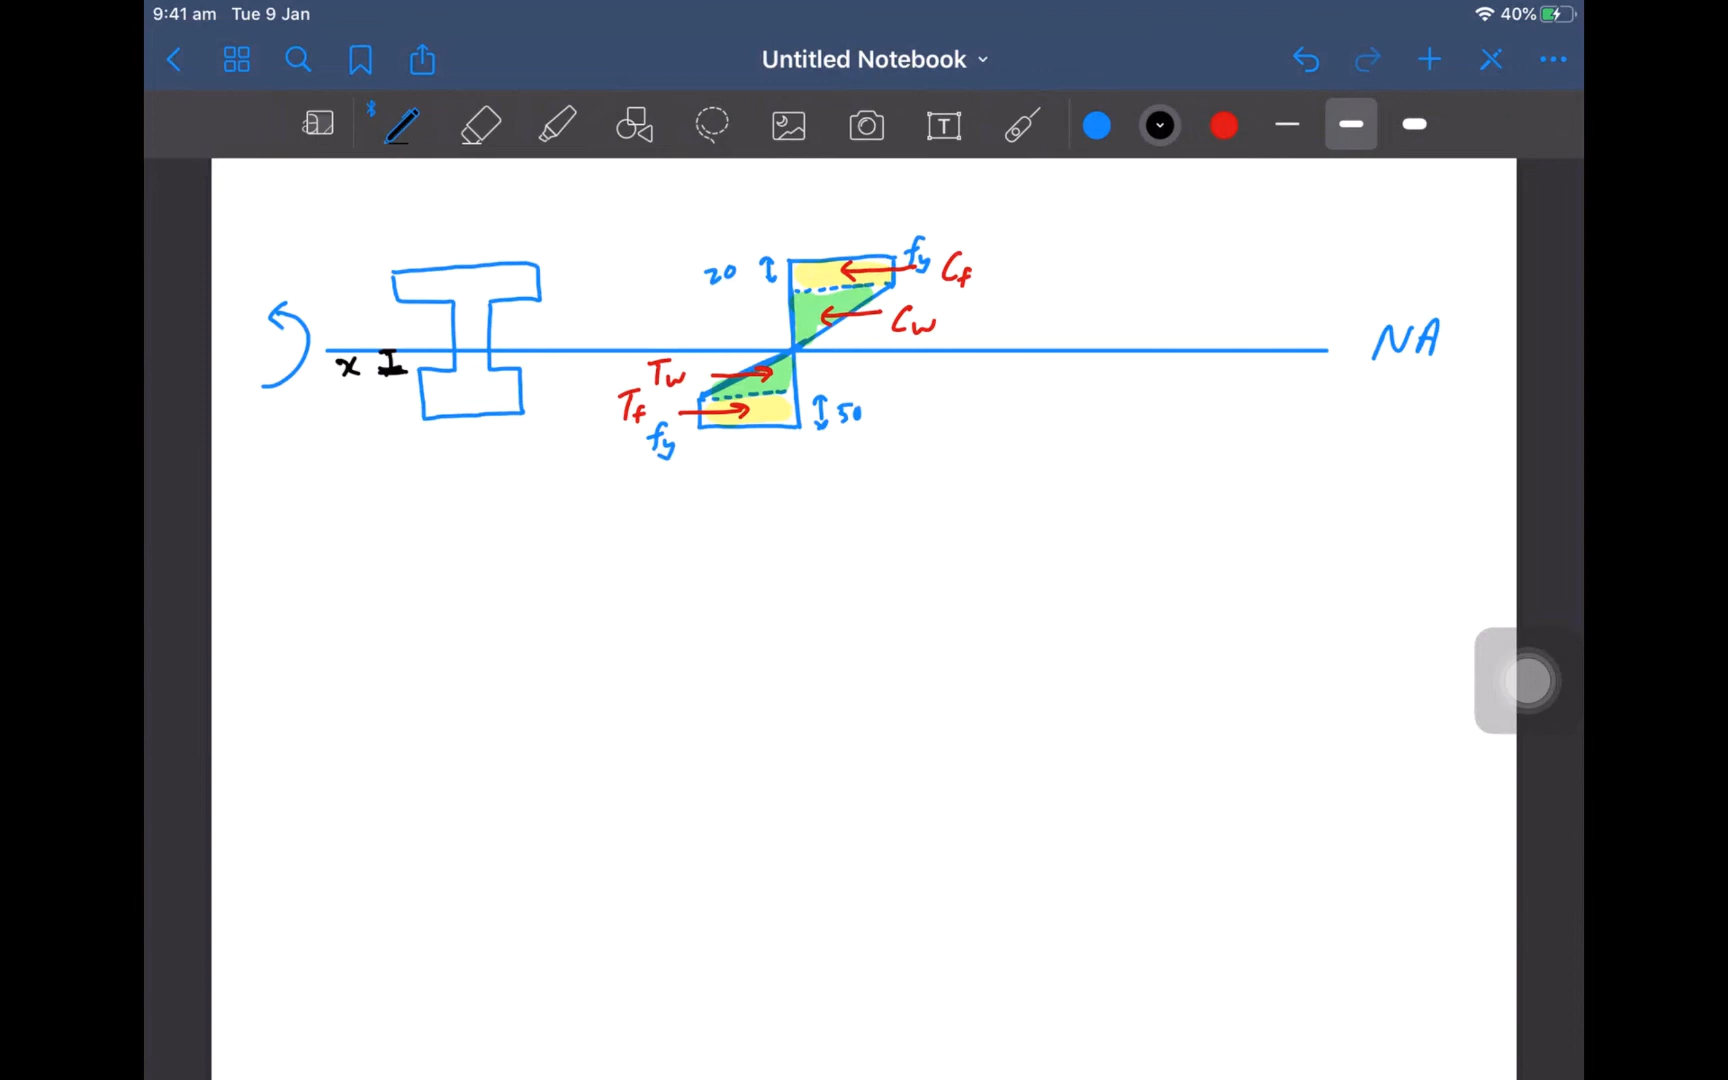 9:41 am Tue 9 Jan
40%
Untitled Notebook
a
T
20
fy
Cf
Cw
NA
x
Tw
Tf
50
fy